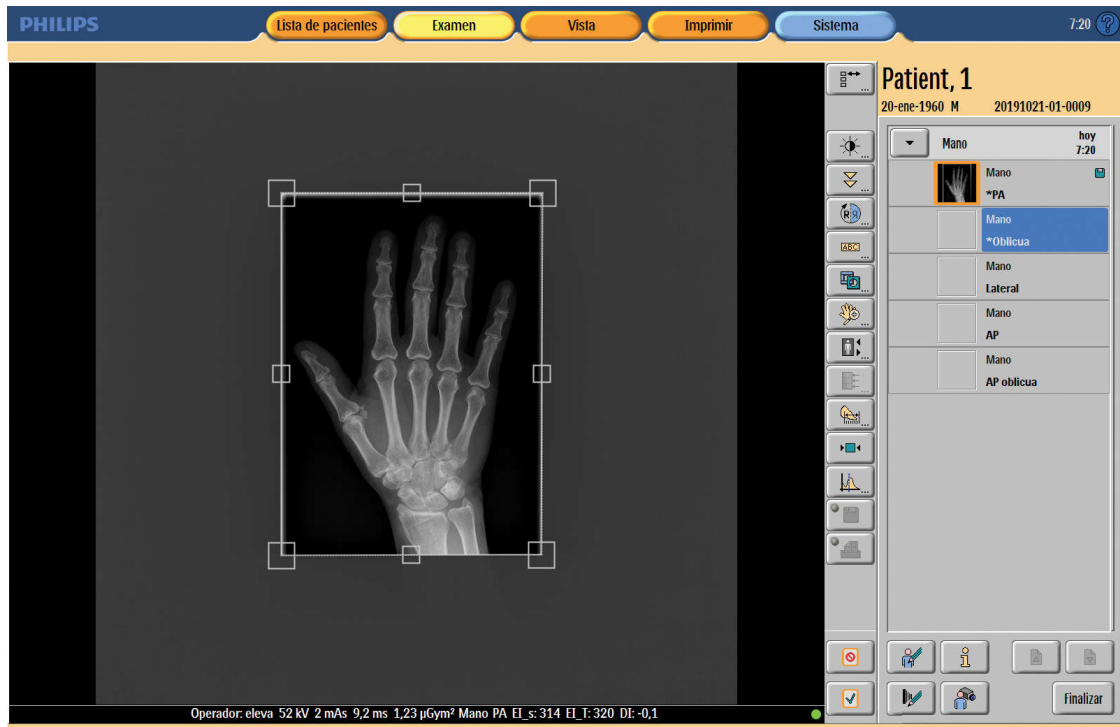 PHILIPS
Lista de pacientes Examen Vista Imprimir Sistema 7:20 ?
Patient, 1
20-ene-1960 M 20191021-01-0009
Mano hoy
7:20
Mano
*PA
Mano
*Oblicua
Mano
Lateral
Mano
AP
Mano
AP oblicua
R R
ABC
Finalizar
Operador: eleva 52 kV 2 mAs 9,2 ms 1,23 µGym² Mano PA EI_s: 314 EI_T: 320 DI: -0,1